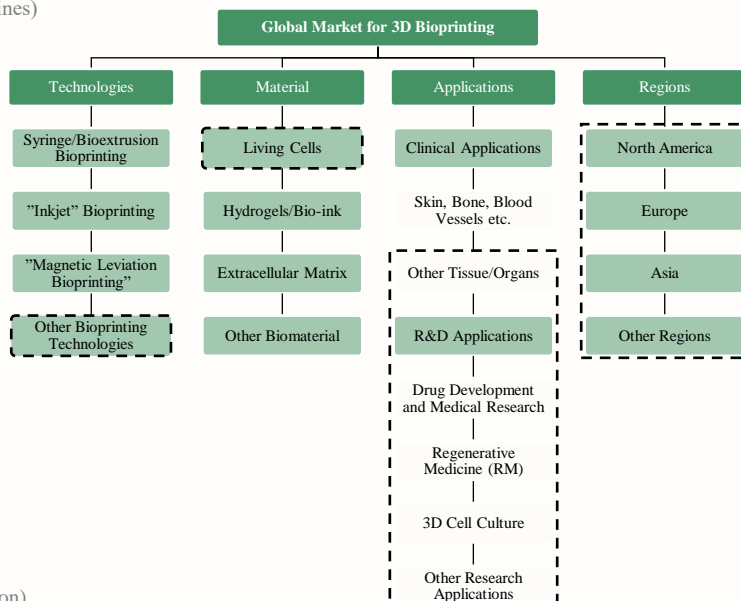 ines)
Global Market for 3D Bioprinting
Technologies
Syringe/Bioextrusion
Bioprinting
”Inkjet” Bioprinting
”Magnetic Leviation
Bioprinting”
Other Bioprinting
Technologies
Material
Living Cells
Hydrogels/Bio-ink
Extracellular Matrix
Other Biomaterial
Applications
Clinical Applications
Skin, Bone, Blood
Vessels etc.
Other Tissue/Organs
R&D Applications
Drug Development
and Medical Research
Regenerative
Medicine (RM)
3D Cell Culture
Other Research
Applications
Regions
North America
Europe
Asia
Other Regions
on)